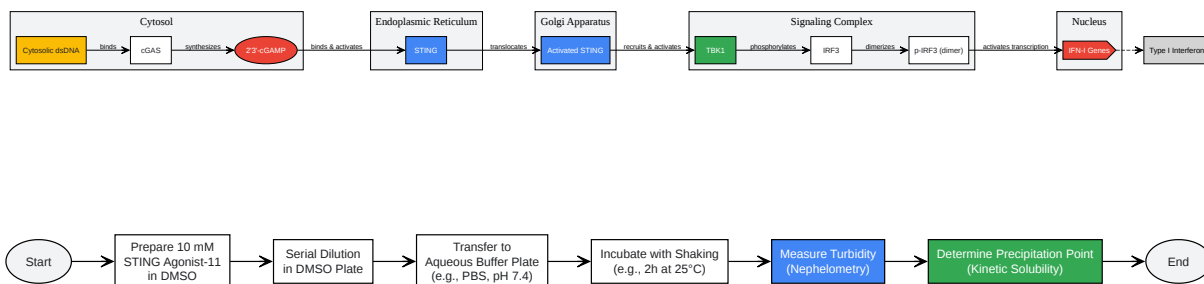 Cytosol
Endoplasmic Reticulum
Golgi Apparatus
Signaling Complex
Nucleus
Cytosolic dsDNA
binds
cGAS
synthesizes
2'3'-cGAMP
binds & activates
STING
translocates
Activated STING
recruits & activates
TBK1
phosphorylates
IRF3
dimerizes
p-IRF3 (dimer)
activates transcription
IFN-I Genes
Type I Interferon
Start
Prepare 10 mM
STING Agonist-11
in DMSO
Serial Dilution
in DMSO Plate
Transfer to
Aqueous Buffer Plate
(e.g., PBS, pH 7.4)
Incubate with Shaking
(e.g., 2h at 25°C)
Measure Turbidity
(Nephelometry)
Determine Precipitation Point
(Kinetic Solubility)
End